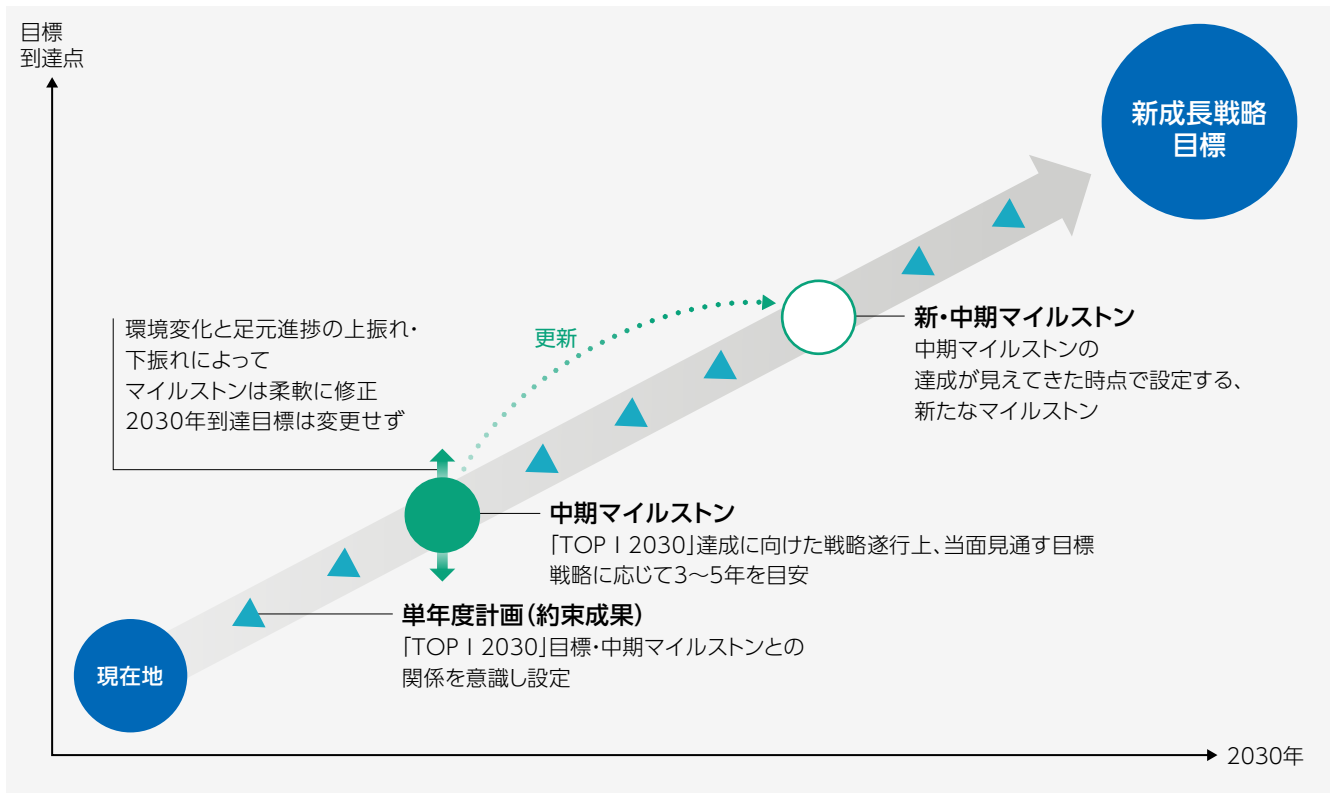 目標
到達点
新成長戦略
目標
環境変化と足元進捗の上振れ・
下振れによって
マイルストンは柔軟に修正
2030年到達目標は変更せず
更新
新・中期マイルストン
中期マイルストンの
達成が見えてきた時点で設定する、
新たなマイルストン
中期マイルストン
「TOP I 2030」達成に向けた戦略遂行上、当面見通す目標
戦略に応じて3〜5年を目安
単年度計画（約束成果）
「TOP I 2030」目標・中期マイルストンとの
関係を意識し設定
現在地
2030年